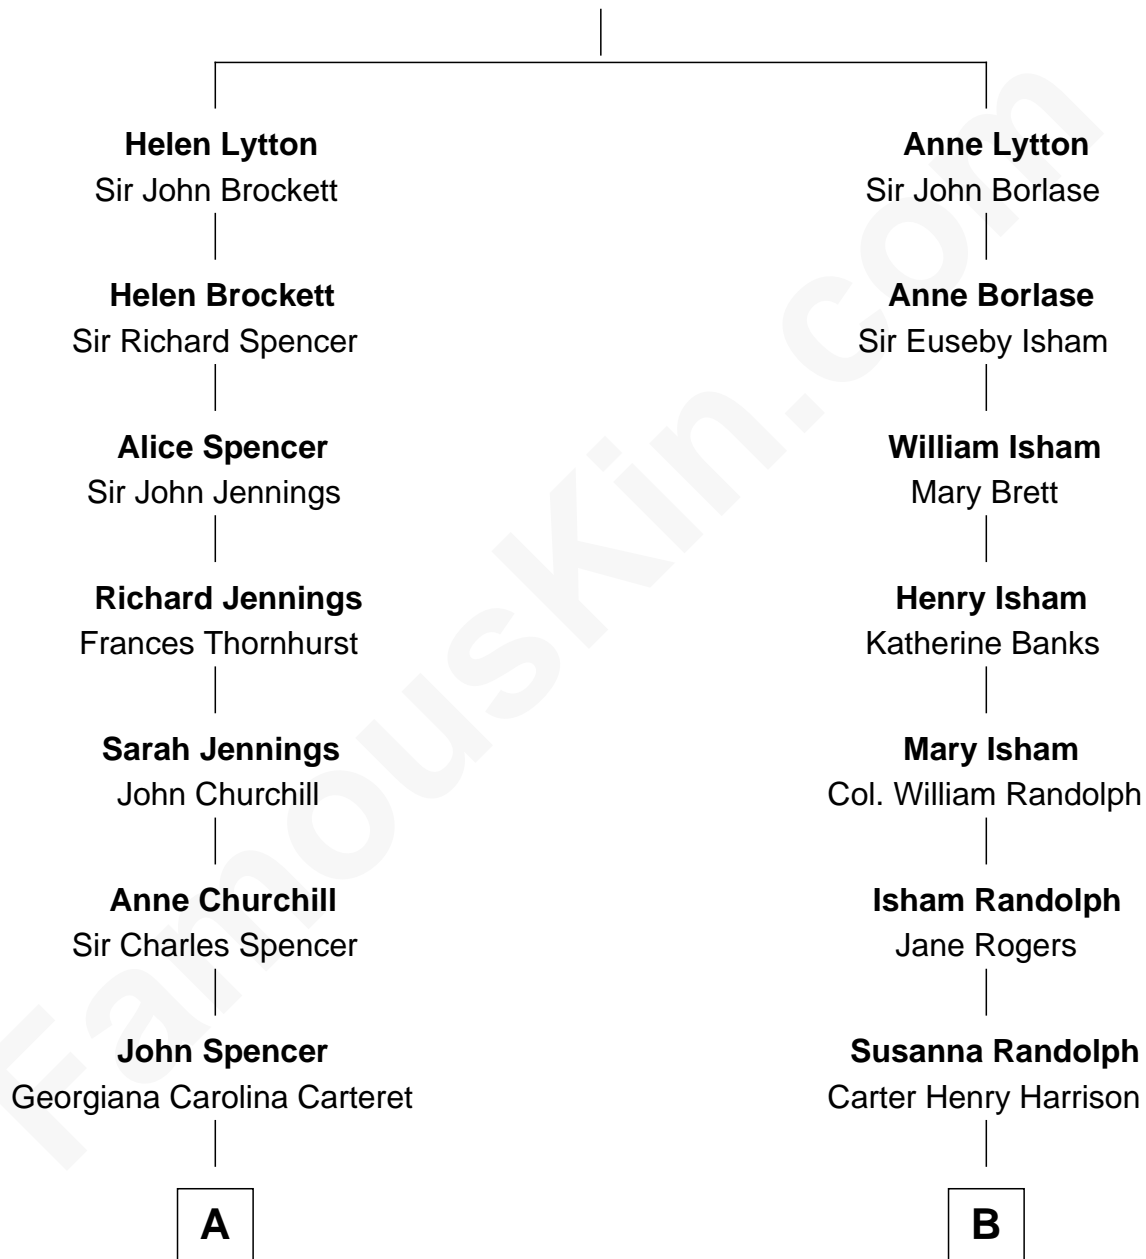 Helen Lytton
Sir John Brockett
Helen Brockett
Sir Richard Spencer
Alice Spencer
Sir John Jennings
Richard Jennings
Frances Thornhurst
Sarah Jennings
John Churchill
Anne Churchill
Sir Charles Spencer
John Spencer
Georgiana Carolina Carteret
A
Anne Lytton
Sir John Borlase
Anne Borlase
Sir Euseby Isham
William Isham
Mary Brett
Henry Isham
Katherine Banks
Mary Isham
Col. William Randolph
Isham Randolph
Jane Rogers
Susanna Randolph
Carter Henry Harrison
B
FamousKin.com